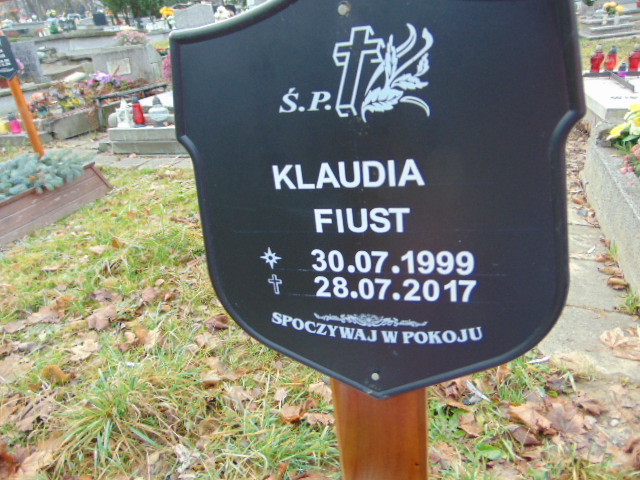 Ś.P.
KLAUDIA
FIUST
30.07.1999
28.07.2017
SPOCZYWAJ W POKOJU